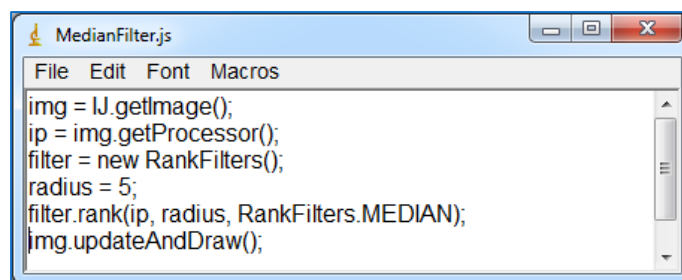 MedianFilter.js
File Edit Font Macros
img = IJ.getImage();
ip = img.getProcessor();
filter = new RankFilters();
radius = 5;
filter.rank(ip, radius, RankFilters.MEDIAN);
img.updateAndDraw();